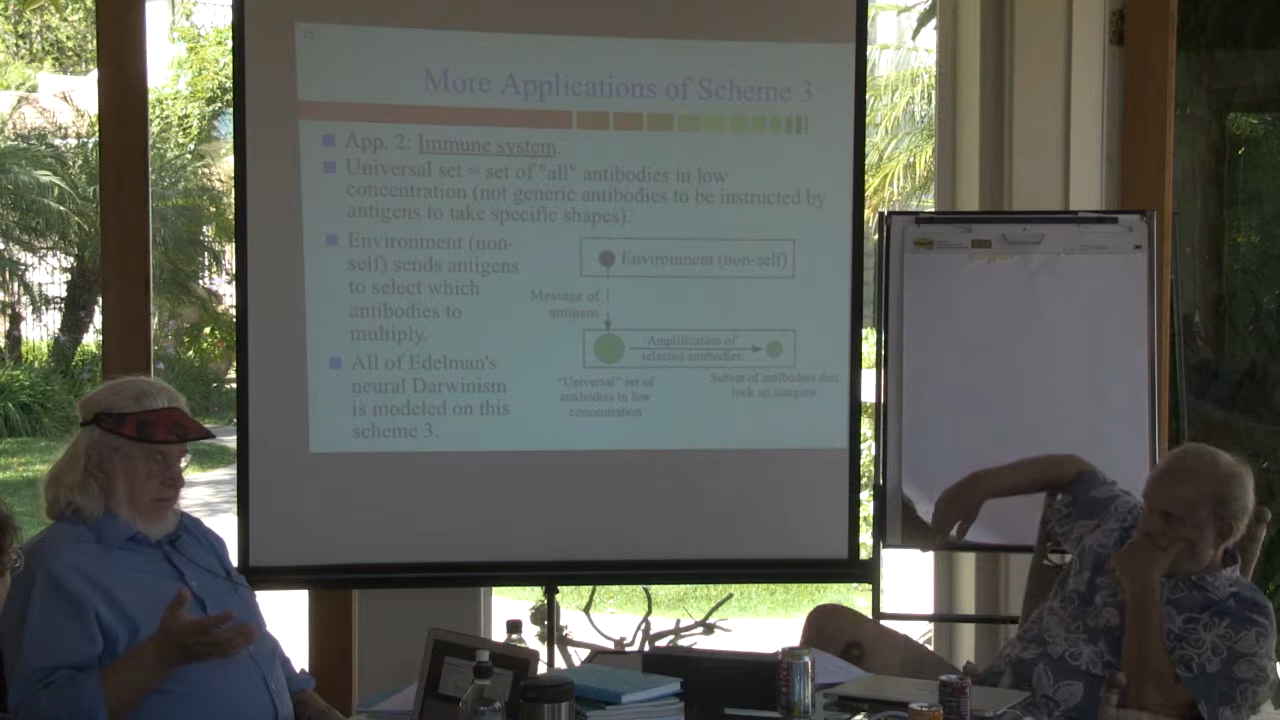 More Applications of Scheme 3
App. 2: Immune system.
Universal set = set of "all" antibodies in low
concentration (not generic antibodies to be instructed by
antigens to take specific shapes).
Environment (non-
self) sends antigens
to select which
antibodies to
multiply.
All of Edelman's
neural Darwinism
is modeled on this
scheme 3.
Environment (non-self)
Message of
antigens
Amplification of
selected antibodies
"Universal" set of
antibodies in low
concentration
Subset of antibodies that
lock up antigens